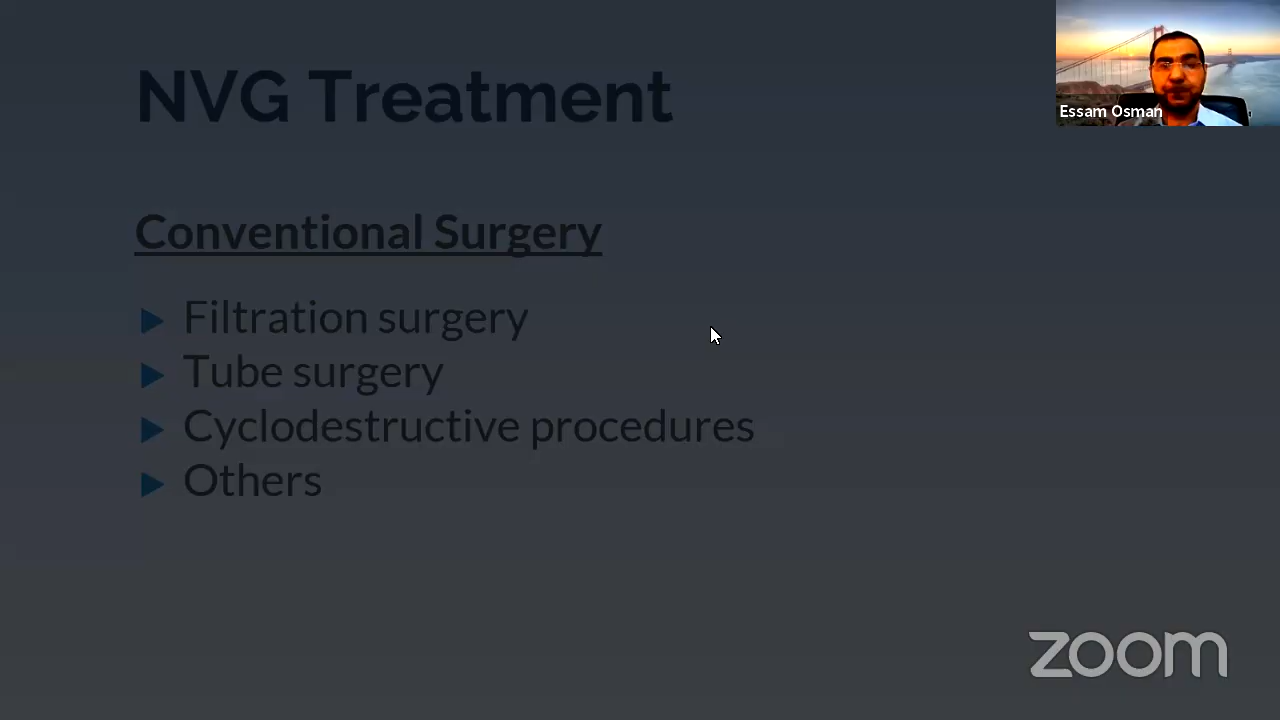 NVG Treatment
Essam Osman
Conventional Surgery
Filtration surgery
Tube surgery
Cyclodestructive procedures
Others
zoom